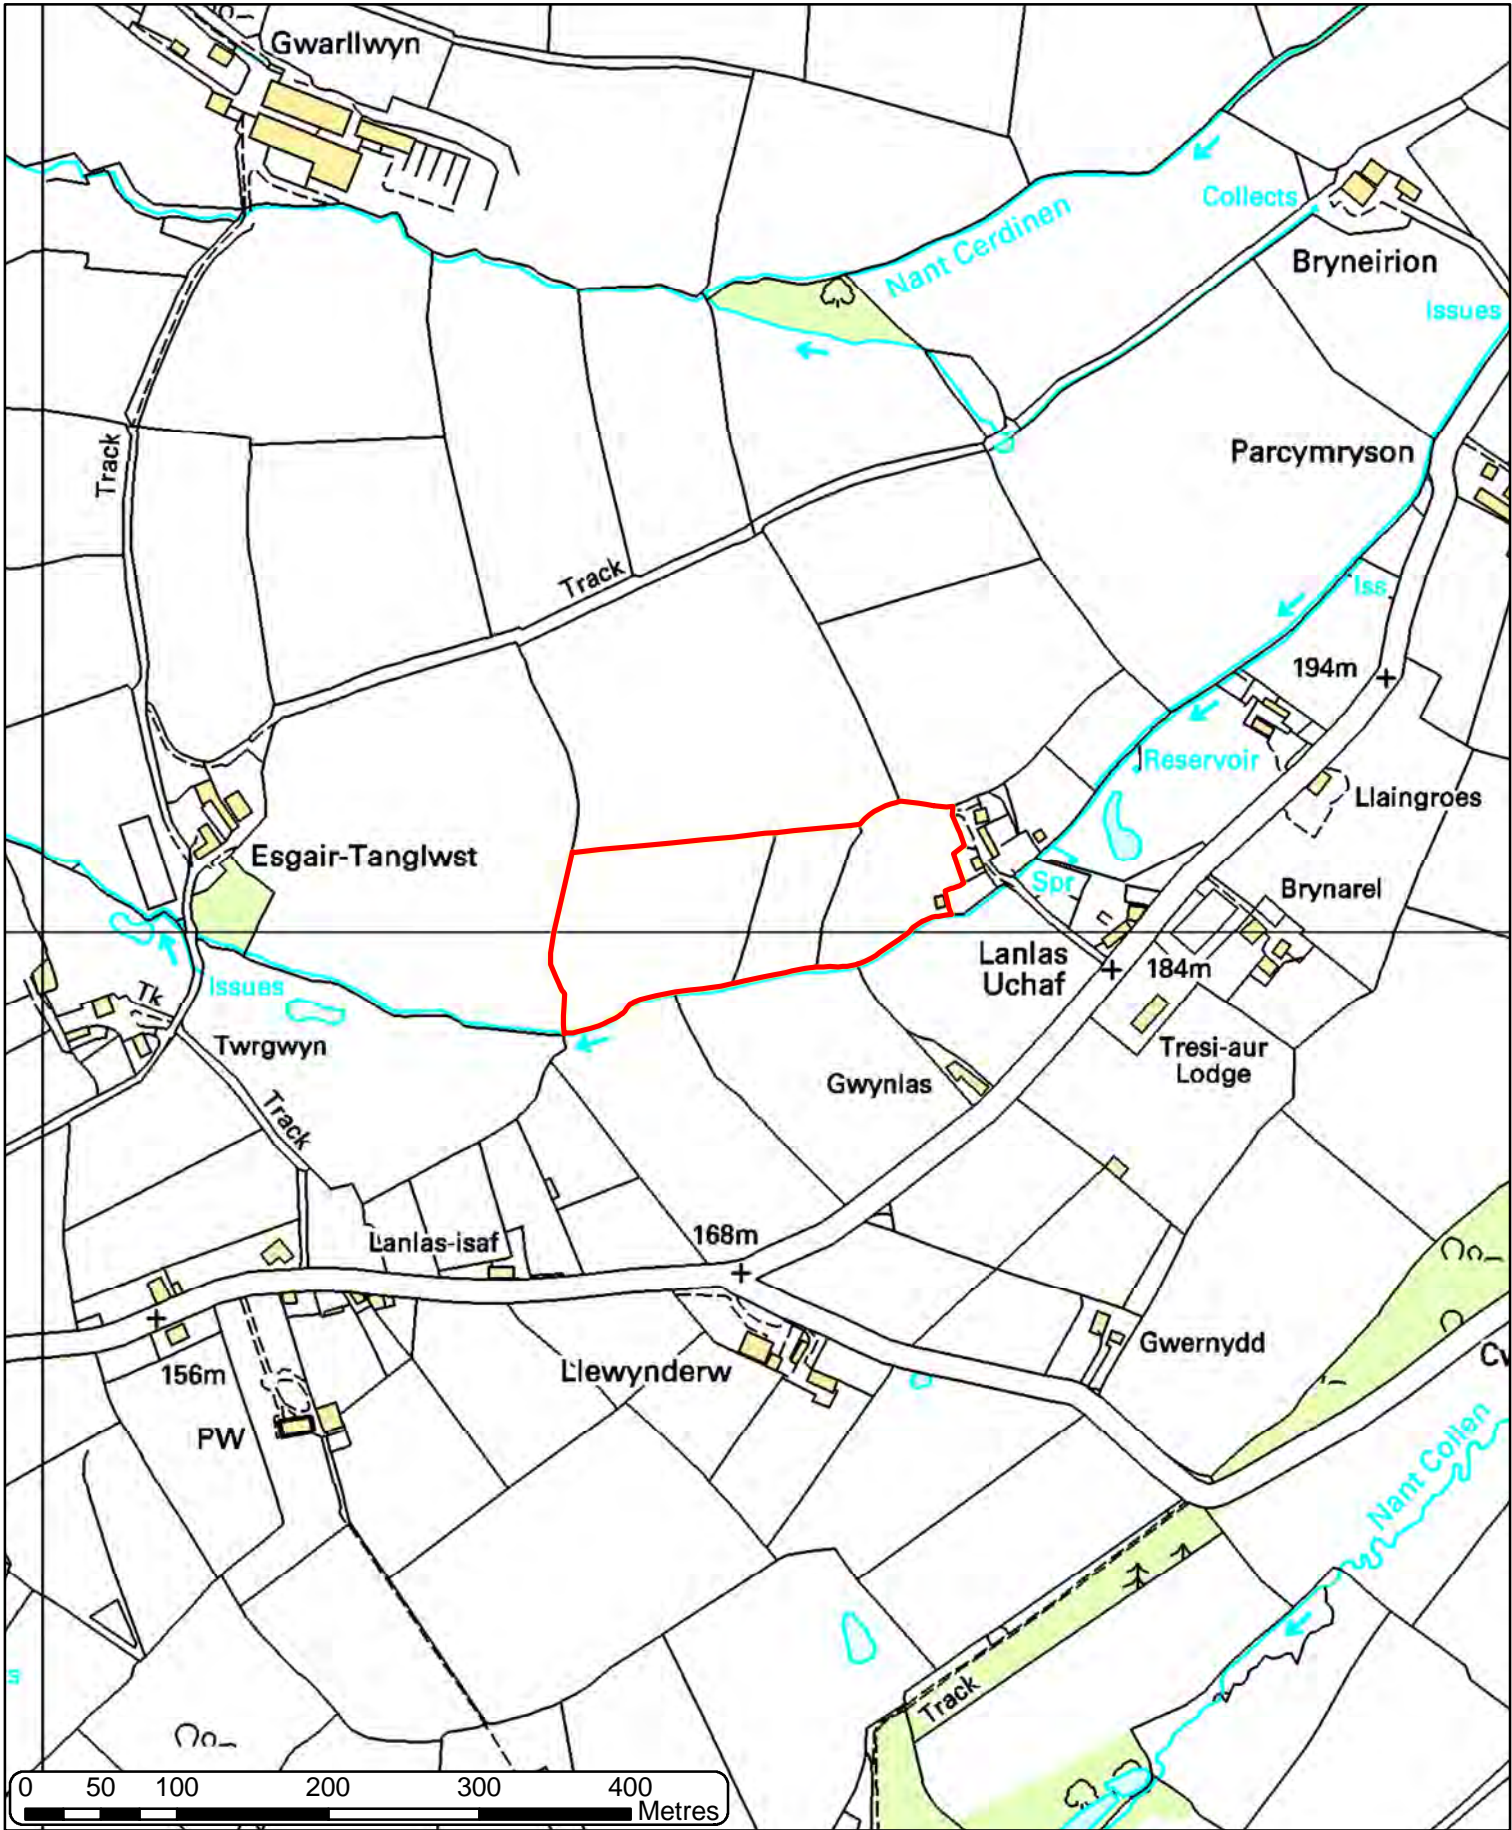 Gwarllwyn
Collects
Nant Cerdinen
Bryneirion
Issues
Track
Parcymryson
Track
Iss
194m
Reservoir
Llaingroes
Esgair-Tanglwst
Spr
Brynarel
Lanlas
Uchaf
184m
Issues
Tk
Twrgwyn
Tresi-aur
Lodge
Gwynlas
Track
168m
Lanlas-isaf
Gwernydd
156m
Llewynderw
PW
Nant Collen
Track
0 50 100 200 300 400
Metres